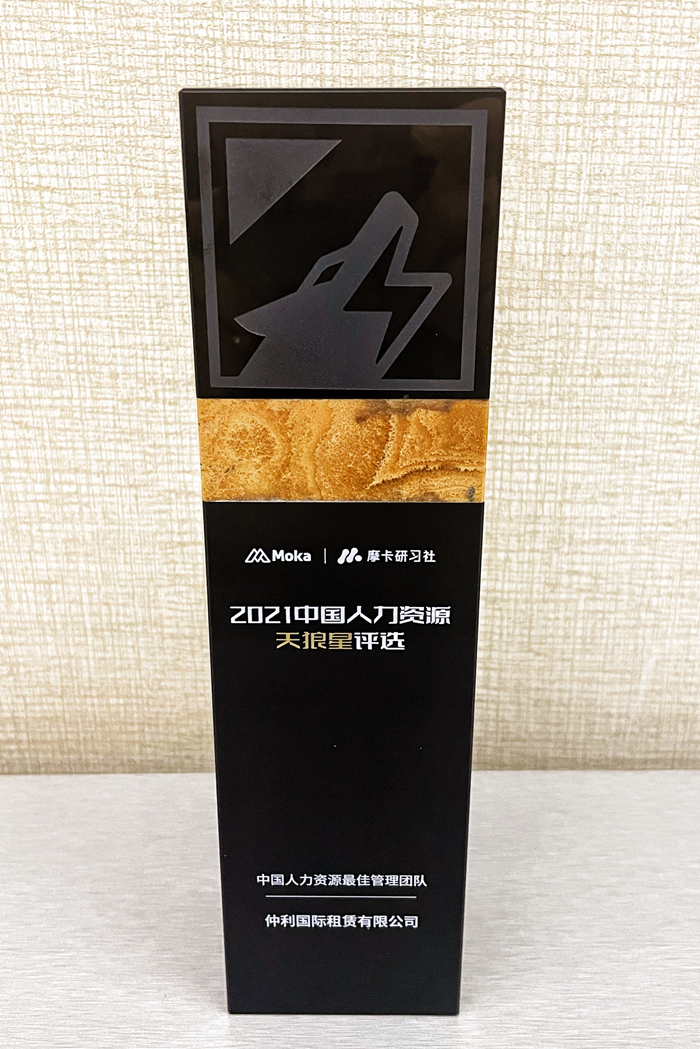 Moka | 摩卡研习社
2021中国人力资源
天狼星评选
中国人力资源最佳管理团队
仲利国际租赁有限公司